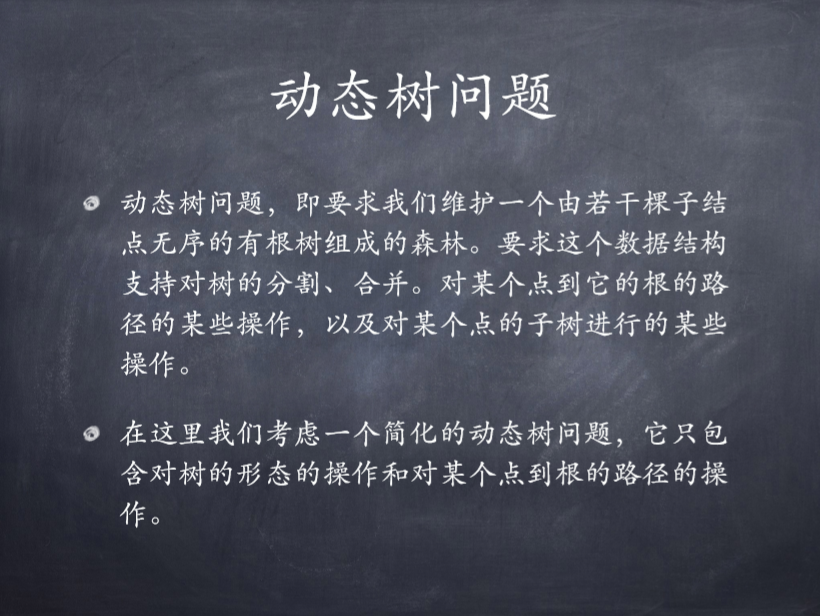 动态树问题
动态树问题，即要求我们维护一个由若干棵子结
点无序的有根树组成的森林。要求这个数据结构
支持对树的分割、合并。对某个点到它的根的路
径的某些操作，以及对某个点的子树进行的某些
操作。
在这里我们考虑一个简化的动态树问题，它只包
含对树的形态的操作和对某个点到根的路径的操
作。